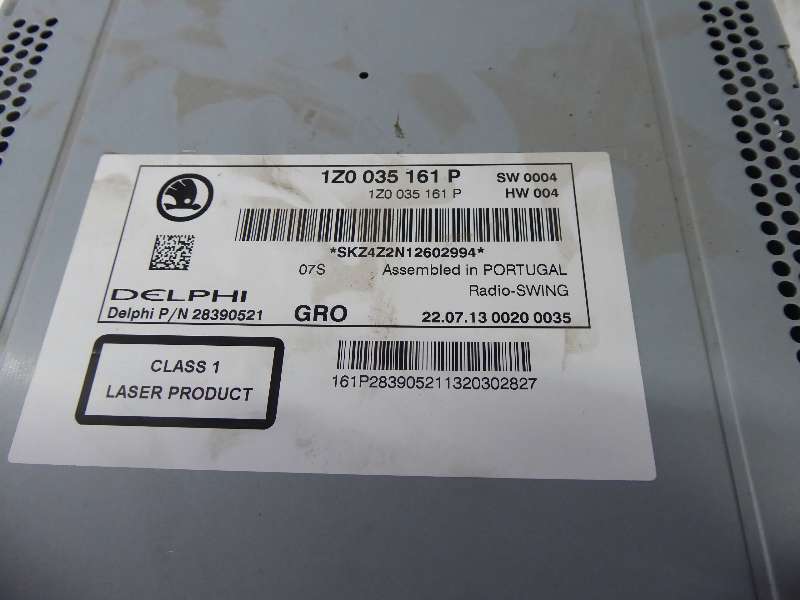 1Z0 035 161 P SW 0004
1Z0 035 161 P HW 004
*SKZ4Z2N12602994*
07S Assembled in PORTUGAL
Radio-SWING
DELPHI
Delphi P/N 28390521 GRO 22.07.13 0020 0035
CLASS 1
LASER PRODUCT
161P283905211320302827